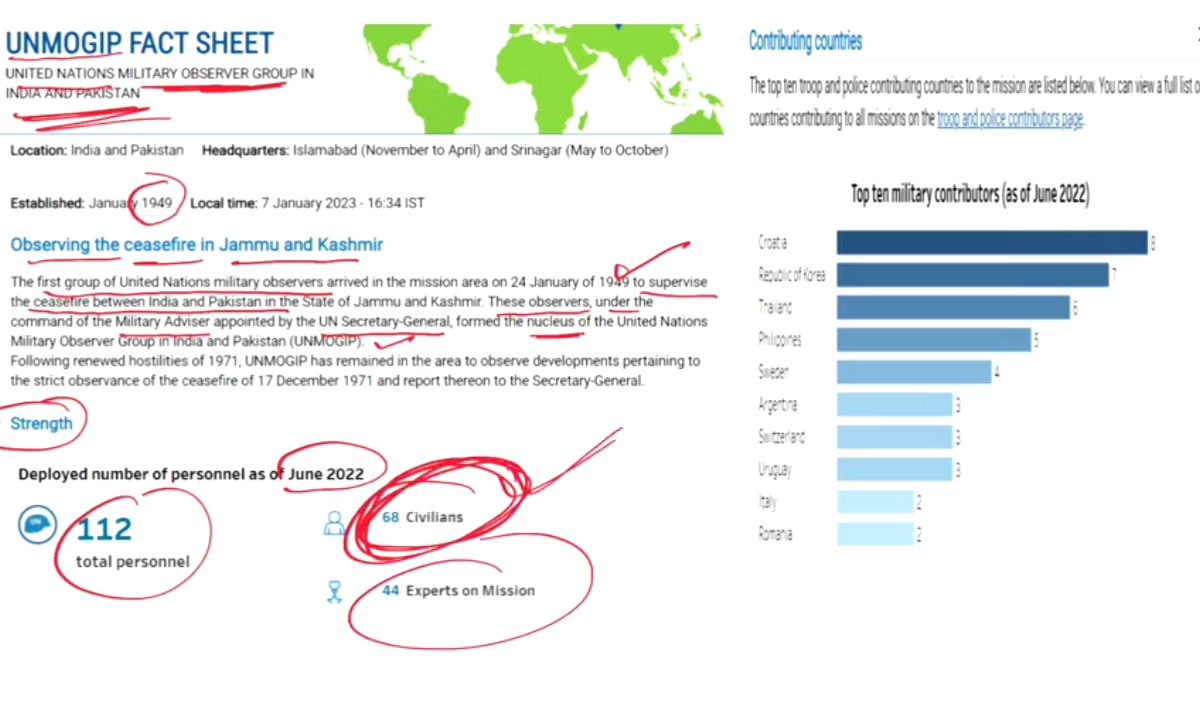 UNMOGIP FACT SHEET
UNITED NATIONS MILITARY OBSERVER GROUP IN
INDIA AND PAKISTAN
Location: India and Pakistan Headquarters: Islamabad (November to April) and Srinagar (May to October)
Established: January 1949 Local time: 7 January 2023 - 16:34 IST
Observing the ceasefire in Jammu and Kashmir
The first group of United Nations military observers arrived in the mission area on 24 January of 1949 to supervise
the ceasefire between India and Pakistan in the State of Jammu and Kashmir. These observers, under the
command of the Military Adviser appointed by the UN Secretary-General, formed the nucleus of the United Nations
Military Observer Group in India and Pakistan (UNMOGIP).
Following renewed hostilities of 1971, UNMOGIP has remained in the area to observe developments pertaining to
the strict observance of the ceasefire of 17 December 1971 and report thereon to the Secretary-General.
Strength
Deployed number of personnel as of June 2022
112
total personnel
68 Civilians
44 Experts on Mission
Contributing countries
The top ten troop and police contributing countries to the mission are listed below. You can view a full list o
countries contributing to all missions on the troop and police contributors page.
Top ten military contributors (as of June 2022)
Croatia 8
Republic of Korea 7
Thailand 6
Philippines 5
Sweden 4
Argentina 3
Switzerland 3
Uruguay 3
Italy 2
Romania 2